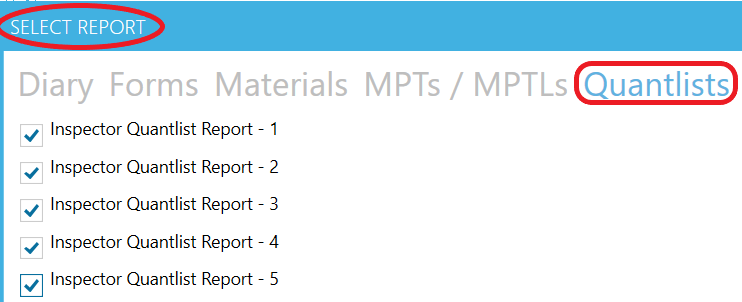 SELECT REPORT
Diary Forms Materials MPTs / MPTLs Quantlists
Inspector Quantlist Report - 1
Inspector Quantlist Report - 2
Inspector Quantlist Report - 3
Inspector Quantlist Report - 4
Inspector Quantlist Report - 5